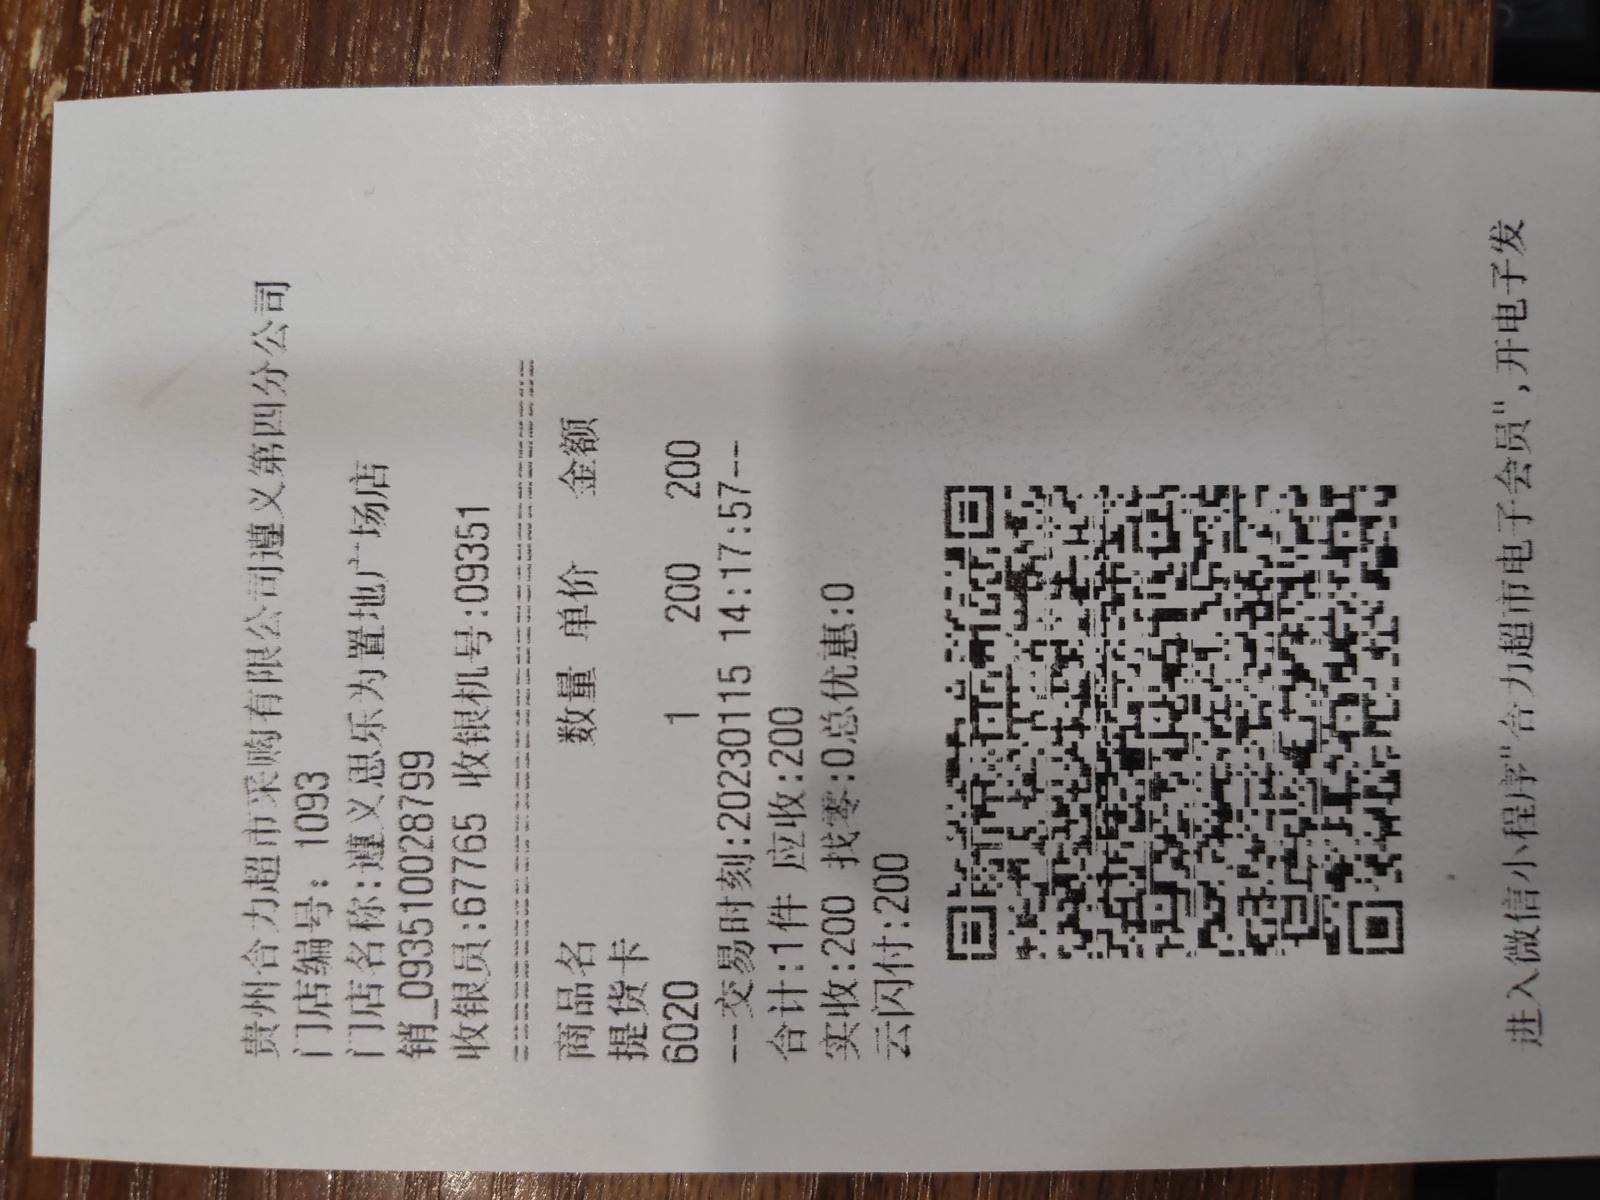 贵州合力超市采购有限公司遵义第四分公司
门店编号: 1093
门店名称:遵义思乐为置地广场店
销_0935100028799
收银员:67765 收银机号:09351
================================
商品名 数量 单价 金额
提货卡
6020 1 200 200
--交易时刻:20230115 14:17:57--
合计:1件 应收:200
实收:200 找零:0总优惠:0
云闪付:200
进入微信小程序"合力超市电子会员",开电子发